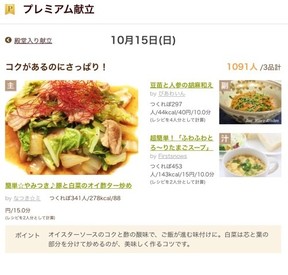 プレミアム献立
殿堂入り献立
10月15日(日)
コクがあるのにさっぱり！
1091人 /3品計
主
簡単☆やみつき♪豚と白菜のオイ酢ター炒め
by なつき☆ミ つくれぽ341人/278kcal/88
円/15.0分
(レシピを2人分として計算)
豆苗と人参の胡麻和え
by ぴあれいん
つくれぽ297
人/44kcal/40円/10.0分
(レシピを4人分として計算)
副
超簡単！「ふわふわと
ろ～りたまごスープ」
by Firstsnows
つくれぽ453
人/143kcal/15円/10.0分
(レシピを2人分として計算)
汁
ポイント オイスターソースのコクと酢の酸味で、ご飯が進む味付けに。白菜は芯と葉の
部分を分けて炒めるのが、美味しく作るコツです。